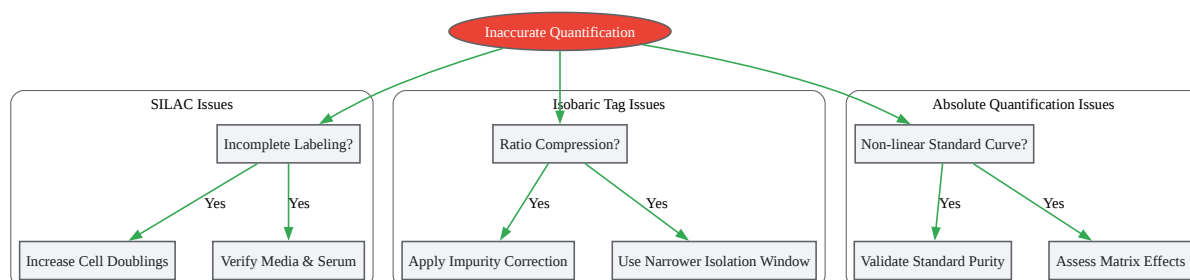 Inaccurate Quantification
SILAC Issues
Isobaric Tag Issues
Absolute Quantification Issues
Incomplete Labeling?
Ratio Compression?
Non-linear Standard Curve?
Yes
Yes
Yes
Yes
Yes
Yes
Increase Cell Doublings
Verify Media & Serum
Apply Impurity Correction
Use Narrower Isolation Window
Validate Standard Purity
Assess Matrix Effects